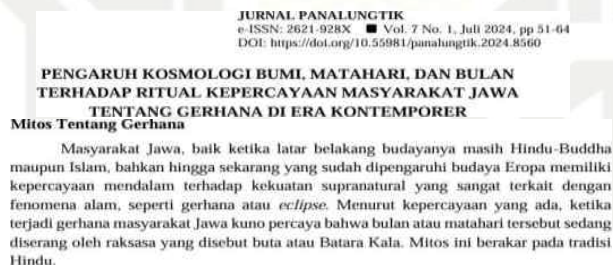 JURNAL PANALUNGTIK
e-ISSN: 2621-928X ■ Vol. 7 No. 1, Juli 2024, pp 51-64
DOI: https://doi.org/10.55981/panalungtik.2024.8560
PENGARUH KOSMOLOGI BUMI, MATAHARI, DAN BULAN
TERHADAP RITUAL KEPERCAYAAN MASYARAKAT JAWA
TENTANG GERHANA DI ERA KONTEMPORER
Mitos Tentang Gerhana
Masyarakat Jawa, baik ketika latar belakang budayanya masih Hindu-Buddha
maupun Islam, bahkan hingga sekarang yang sudah dipengaruhi budaya Eropa memiliki
kepercayaan mendalam terhadap kekuatan supranatural yang sangat terkait dengan
fenomena alam, seperti gerhana atau eclipse. Menurut kepercayaan yang ada, ketika
terjadi gerhana masyarakat Jawa kuno percaya bahwa bulan atau matahari tersebut sedang
diserang oleh raksasa yang disebut buta atau Batara Kala. Mitos ini berakar pada tradisi
Hindu.